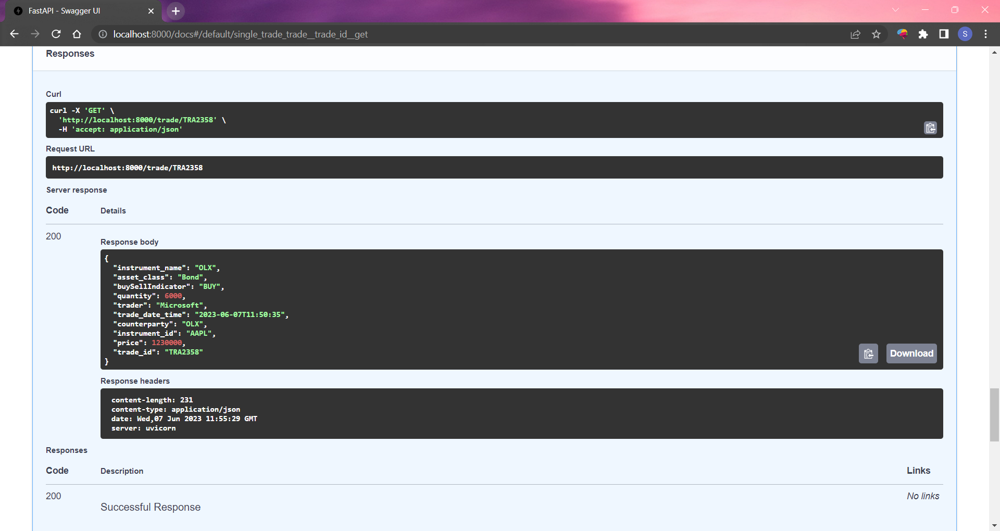 FastAPI - Swagger UI
localhost:8000/docs#/default/single_trade_trade__trade_id__get
S
Responses
Curl
curl -X 'GET' \
'http://localhost:8000/trade/TRA2358' \
-H 'accept: application/json'
Request URL
http://localhost:8000/trade/TRA2358
Server response
Code Details
200
Response body
{
"instrument_name": "OLX",
"asset_class": "Bond",
"buySellIndicator": "BUY",
"quantity": 6000,
"trader": "Microsoft",
"trade_date_time": "2023-06-07T11:50:35",
"counterparty": "OLX",
"instrument_id": "AAPL",
"price": 1230000,
"trade_id": "TRA2358"
}
Download
Response headers
content-length: 231
content-type: application/json
date: Wed,07 Jun 2023 11:55:29 GMT
server: uvicorn
Responses
Code Description Links
200 No links
Successful Response